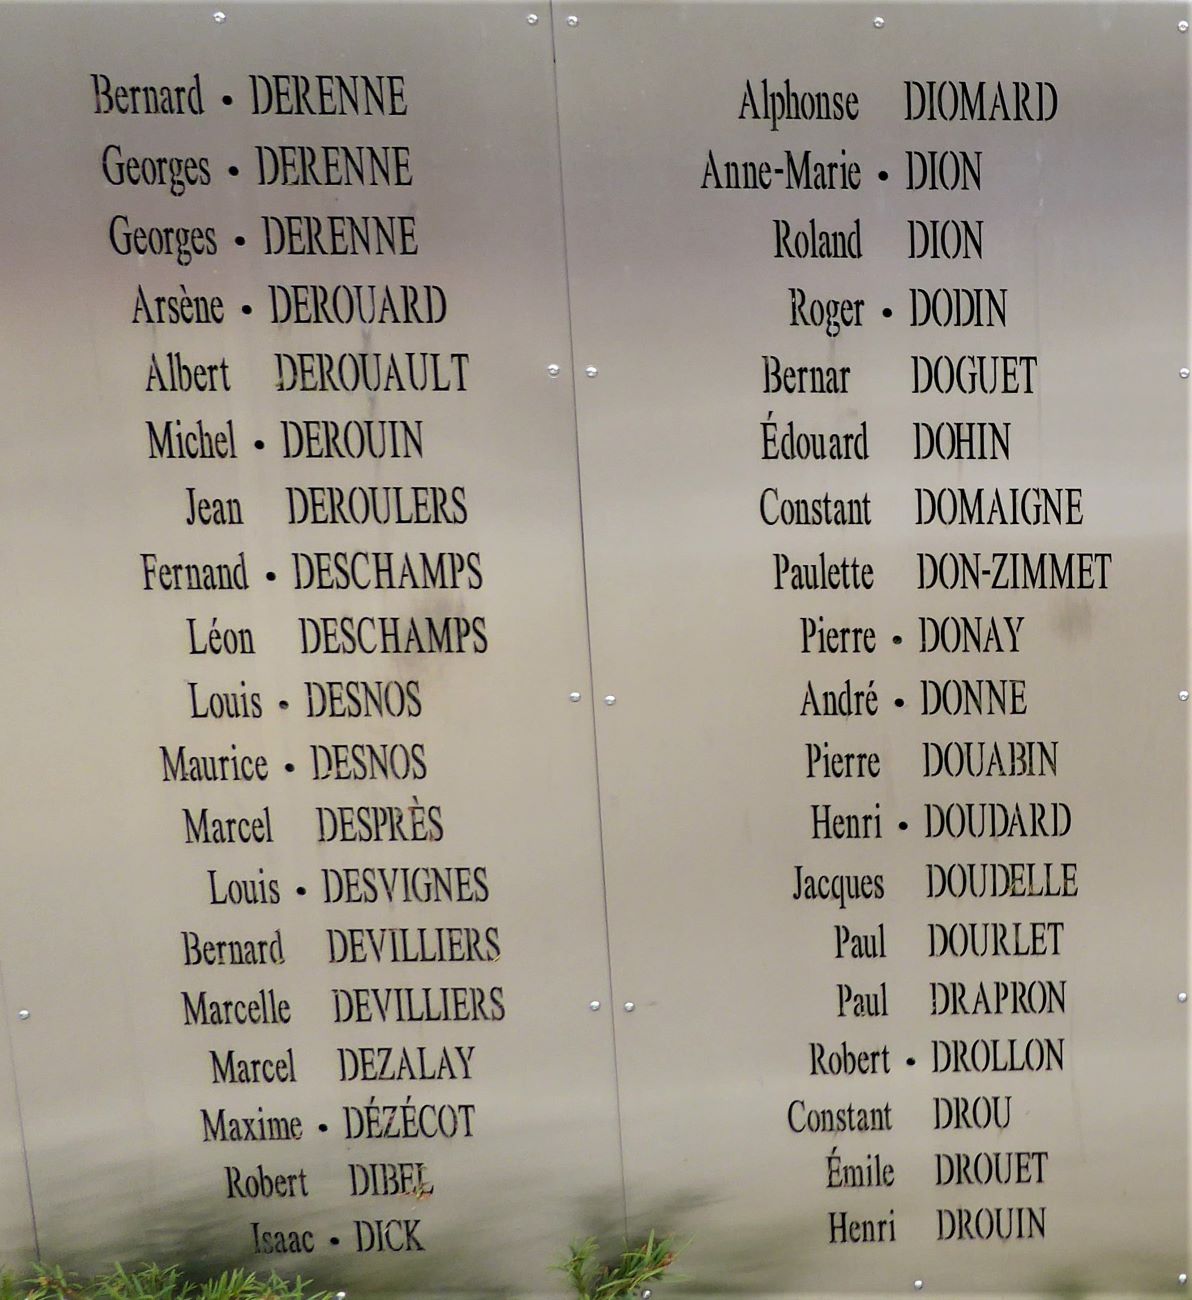 Bernard • DERENNE
Georges • DERENNE
Georges • DERENNE
Arsène • DEROUARD
Albert DEROUAULT
Michel • DEROUIN
Jean DEROULERS
Fernand • DESCHAMPS
Léon DESCHAMPS
Louis • DESNOS
Maurice • DESNOS
Marcel DESPRÈS
Louis • DESVIGNES
Bernard DEVILLIERS
Marcelle DEVILLIERS
Marcel DEZALAY
Maxime • DÉZÉCOT
Robert DIBEL
Isaac • DICK
Alphonse DIOMARD
Anne-Marie • DION
Roland DION
Roger • DODIN
Bernar DOGUET
Édouard DOHIN
Constant DOMAIGNE
Paulette DON-ZIMMET
Pierre • DONAY
André • DONNE
Pierre DOUABIN
Henri • DOUDARD
Jacques DOUDELLE
Paul DOURLET
Paul DRAPRON
Robert • DROLLON
Constant DROU
Émile DROUET
Henri DROUIN